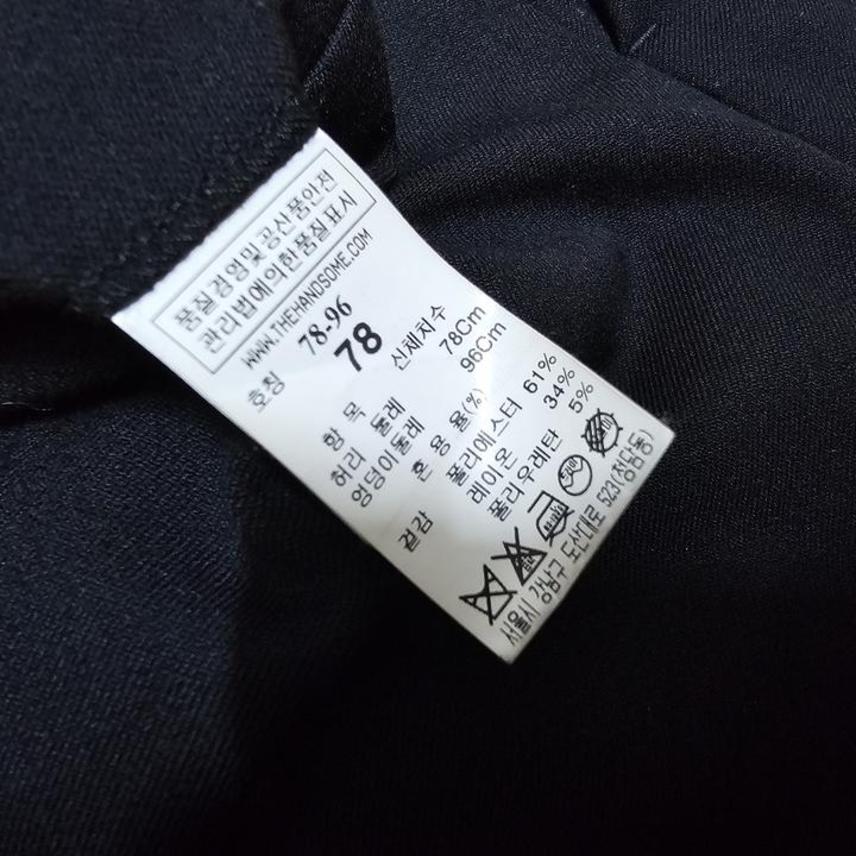 품질경영및공산품안전
관리법에의한품질표시
WWW.THEHANDSOME.COM
호칭 78-96
78
항 목 신체치수
허리 둘레 78Cm
엉덩이둘레 96Cm
혼 용 율(%)
겉감 폴리에스터 61%
레이온 34%
폴리우레탄 5%
서울시 강남구 도산대로 523(청담동)